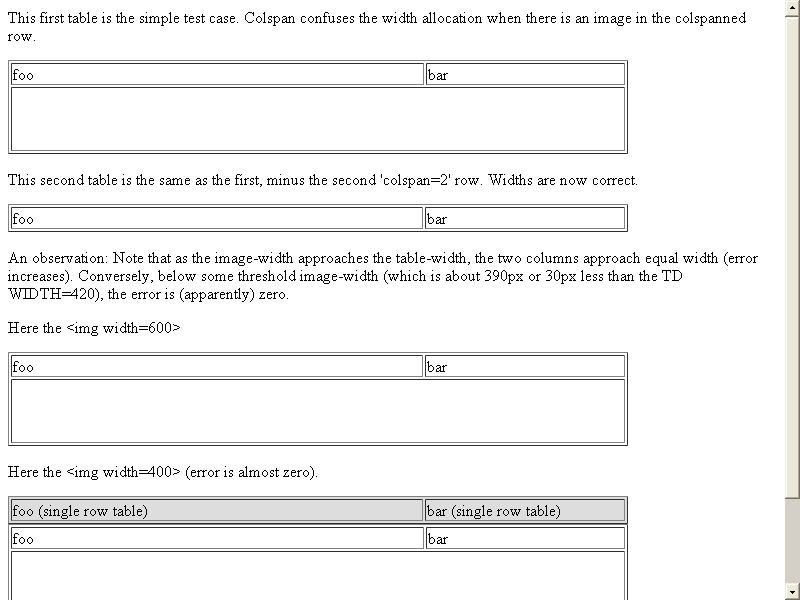 This first table is the simple test case. Colspan confuses the width allocation when there is an image in the colspanned
row.
foo bar
This second table is the same as the first, minus the second 'colspan=2' row. Widths are now correct.
foo bar
An observation: Note that as the image-width approaches the table-width, the two columns approach equal width (error
increases). Conversely, below some threshold image-width (which is about 390px or 30px less than the TD
WIDTH=420), the error is (apparently) zero.
Here the <img width=600>
foo bar
Here the <img width=400> (error is almost zero).
foo (single row table) bar (single row table)
foo bar